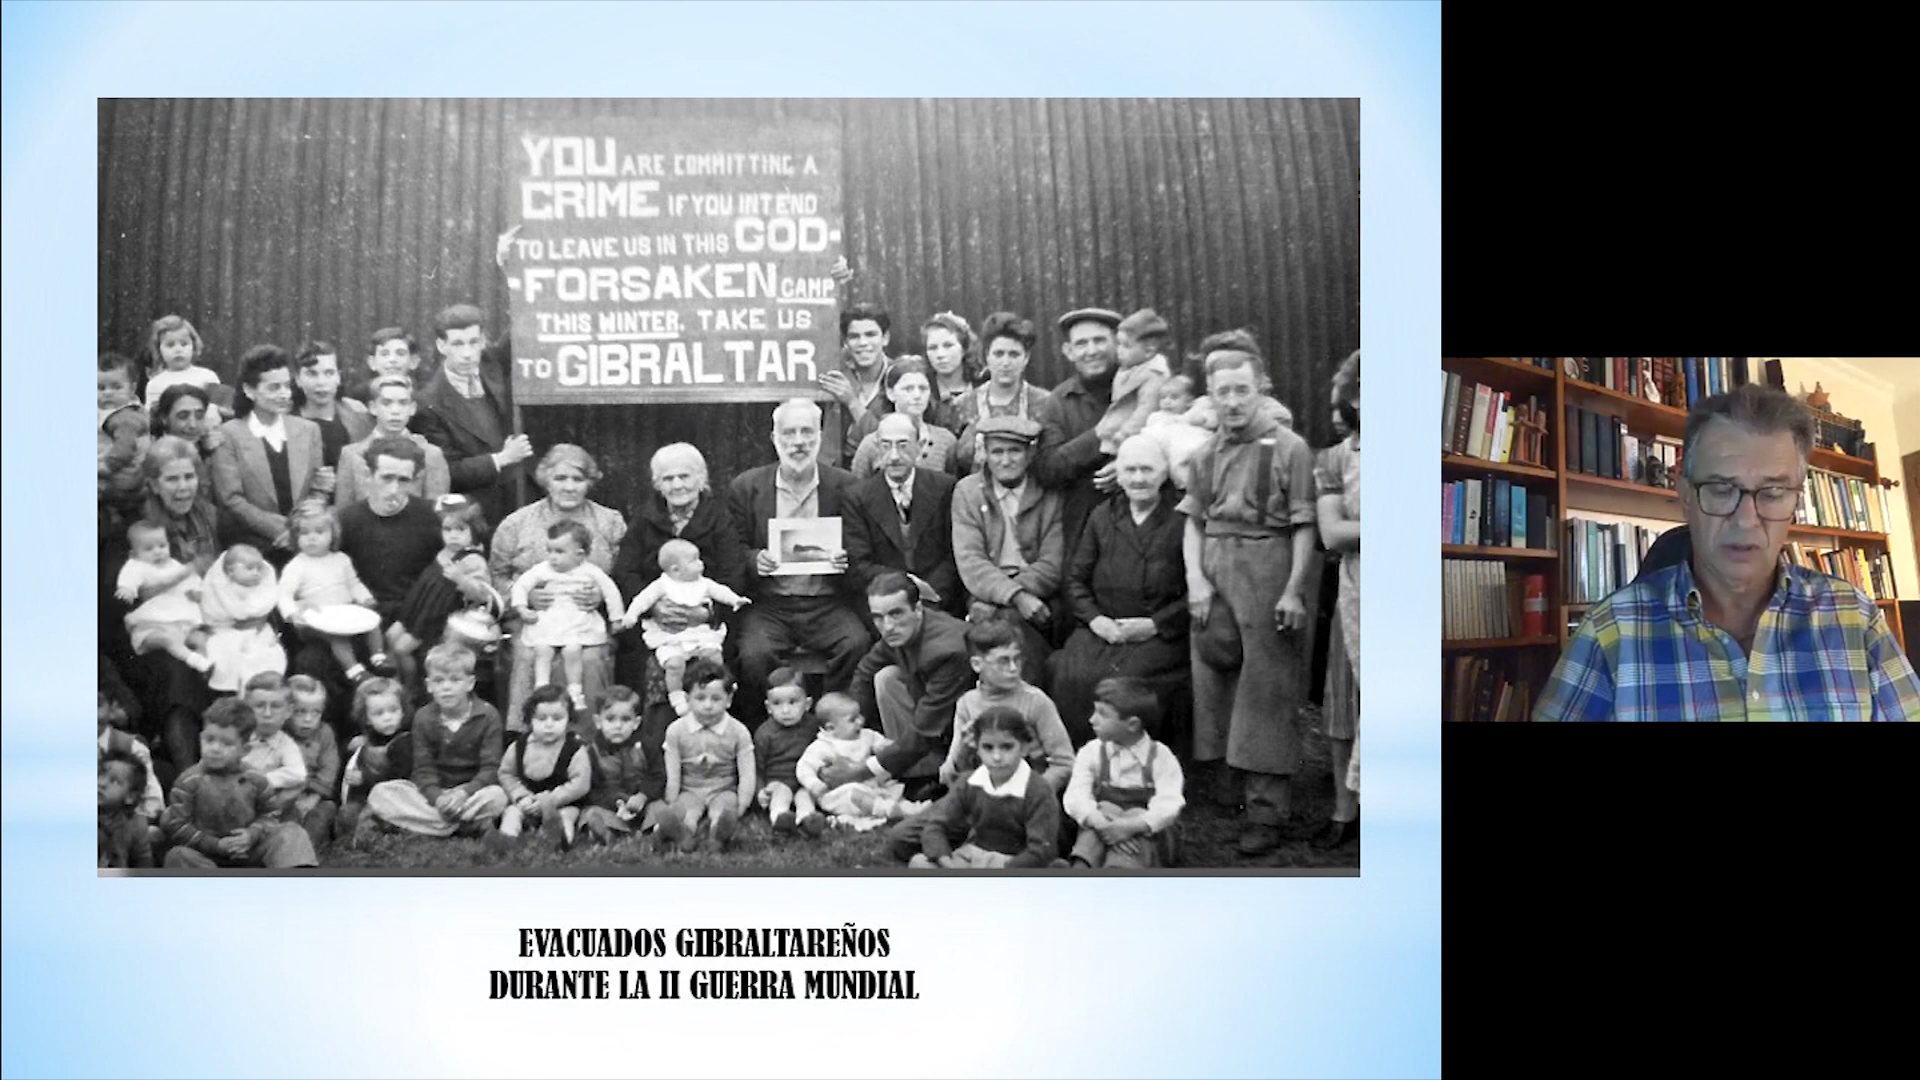 YOU ARE COMMITTING A
CRIME IF YOU INTEND
TO LEAVE US IN THIS GOD-
-FORSAKEN CAMP
THIS WINTER. TAKE US
TO GIBRALTAR
EVACUADOS GIBRALTAREÑOS
DURANTE LA II GUERRA MUNDIAL